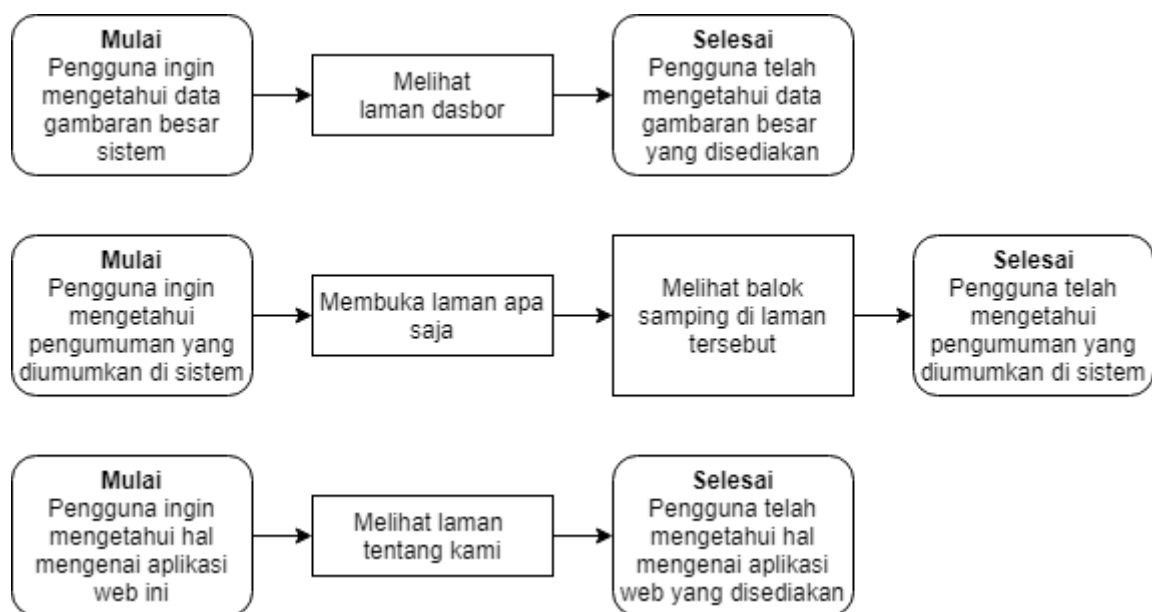 Mulai
Pengguna ingin
mengetahui data
gambaran besar
sistem
Melihat
laman dasbor
Selesai
Pengguna telah
mengetahui data
gambaran besar
yang disediakan
Mulai
Pengguna ingin
mengetahui
pengumuman yang
diumumkan di sistem
Membuka laman apa
saja
Melihat balok
samping di laman
tersebut
Selesai
Pengguna telah
mengetahui
pengumuman yang
diumumkan di sistem
Mulai
Pengguna ingin
mengetahui hal
mengenai aplikasi
web ini
Melihat laman
tentang kami
Selesai
Pengguna telah
mengetahui hal
mengenai aplikasi
web yang disediakan